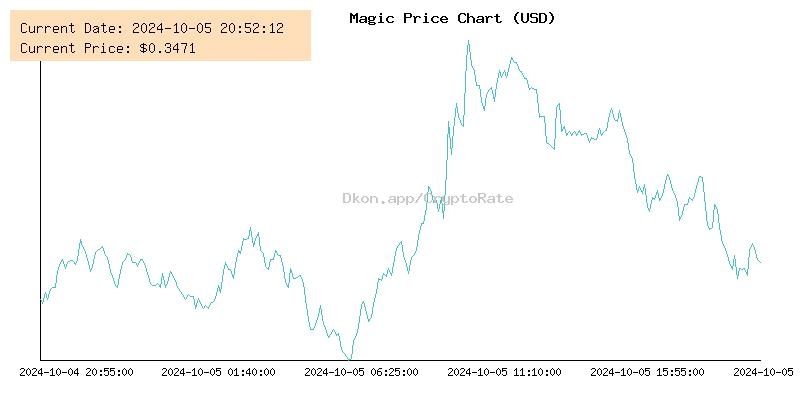 Magic Price Chart (USD)
Current Date: 2024-10-05 20:52:12
Current Price: $0.3471
Dkon.app/CryptoRate
2024-10-04 20:55:00 2024-10-05 01:40:00 2024-10-05 06:25:00 2024-10-05 11:10:00 2024-10-05 15:55:00 2024-10-05